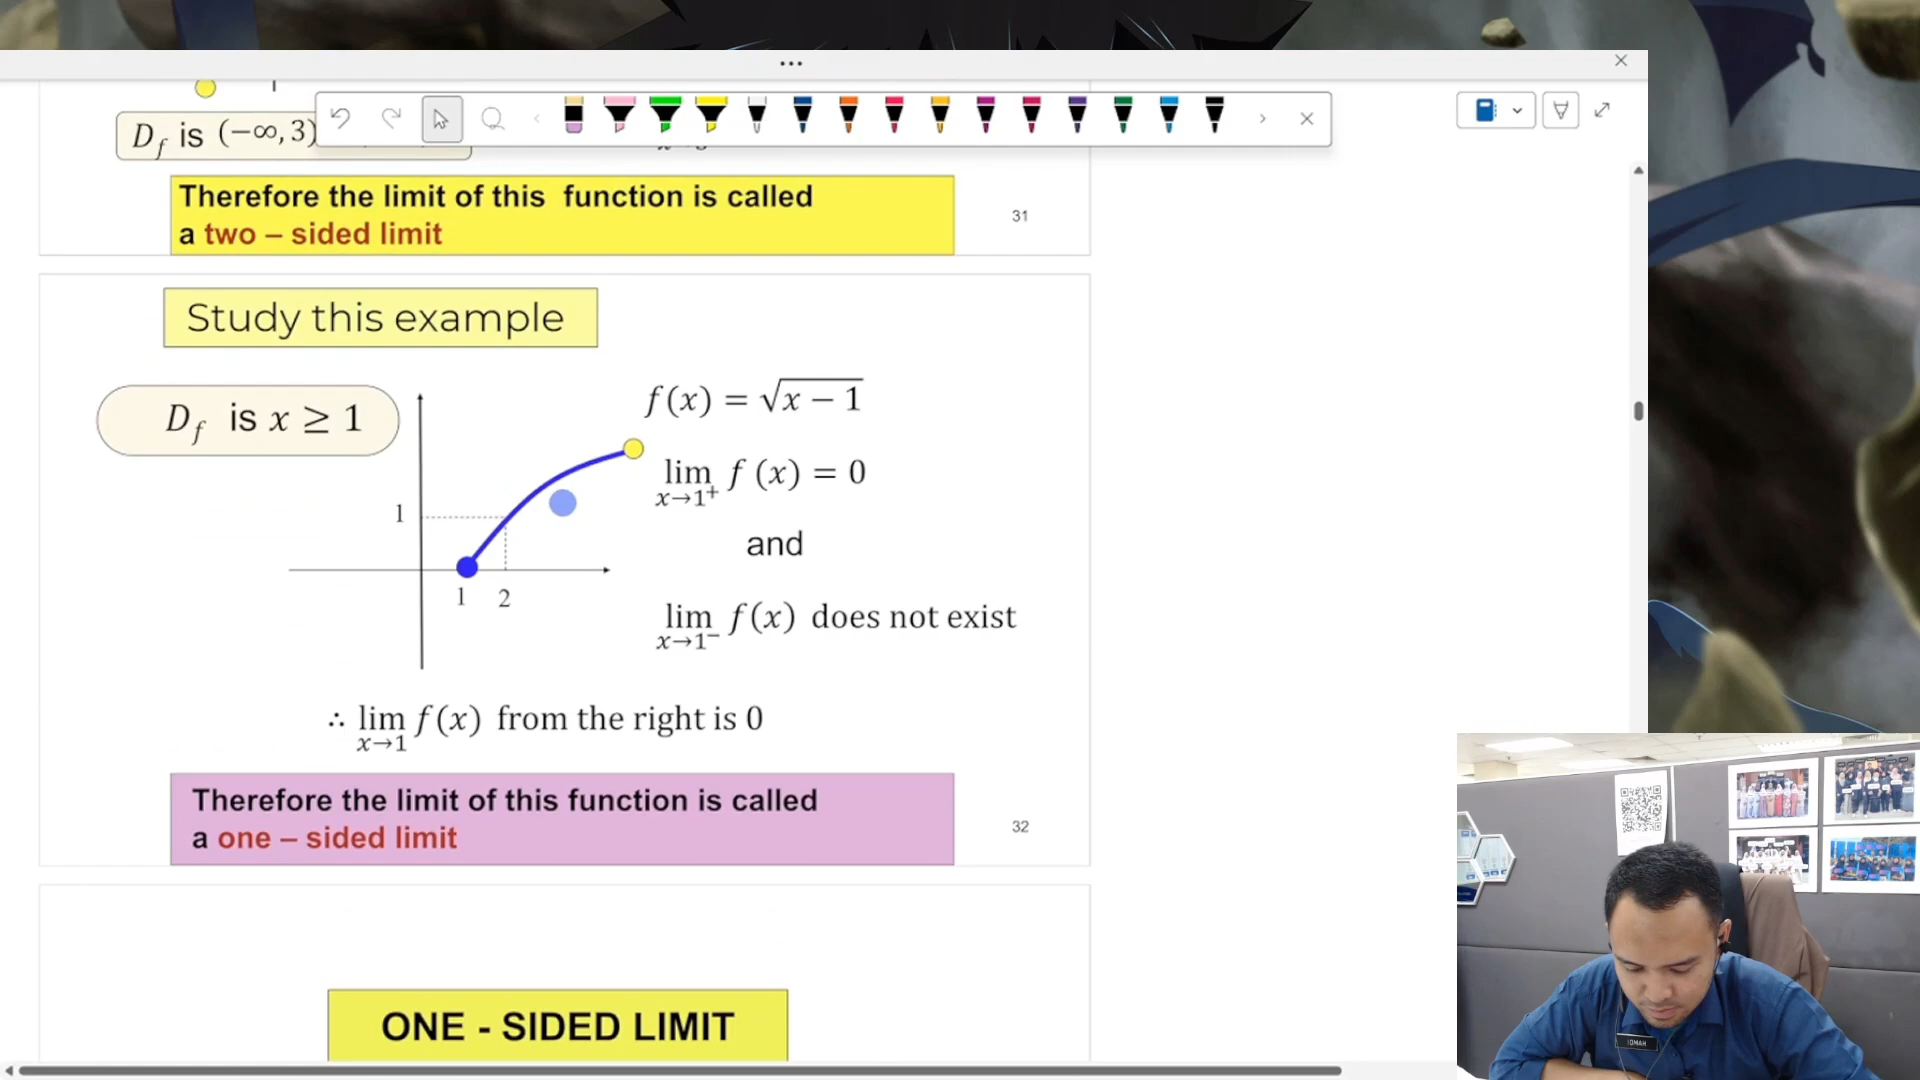 D_f is (−∞, 3)
Therefore the limit of this function is called
a two – sided limit
31
Study this example
D_f is x ≥ 1
f(x) = √(x − 1)
lim x→1⁺ f (x) = 0
1
and
1 2
lim x→1⁻ f(x) does not exist
∴ lim x→1 f(x) from the right is 0
Therefore the limit of this function is called
a one – sided limit
32
ONE - SIDED LIMIT